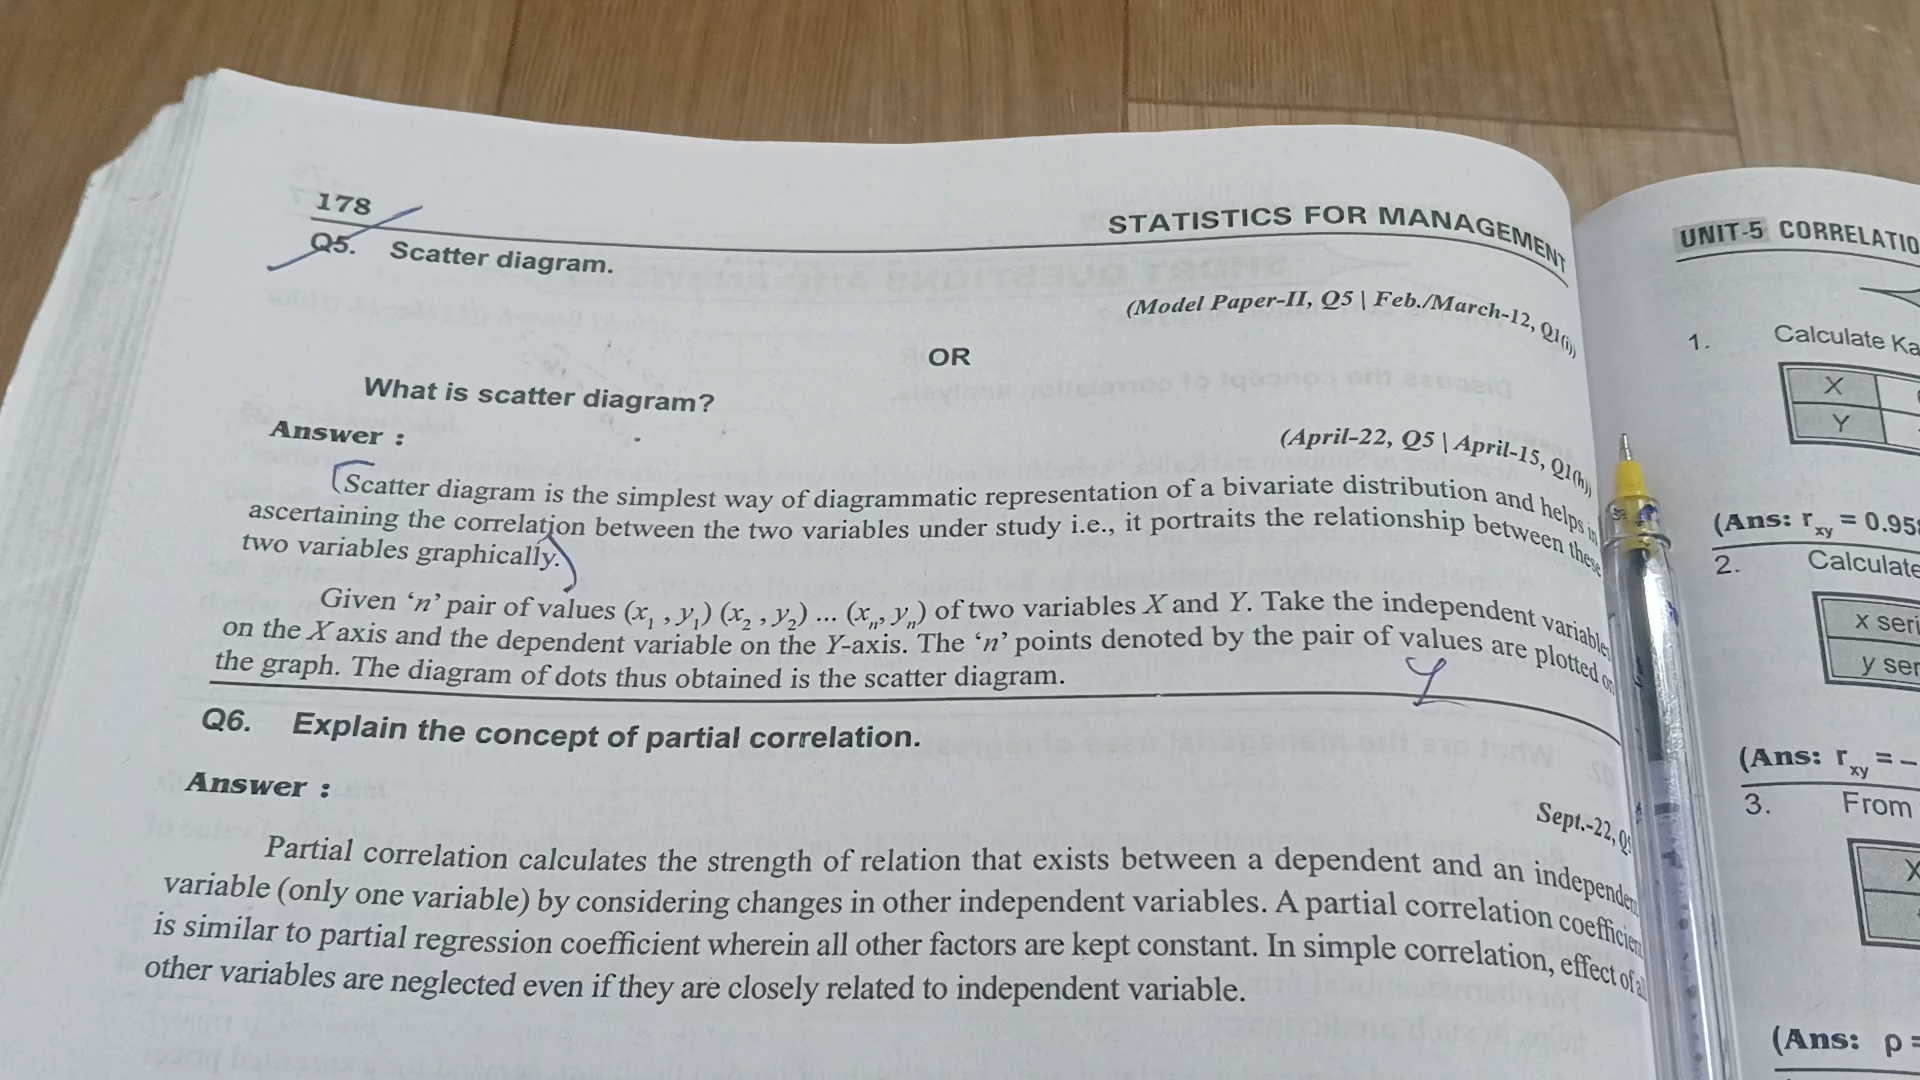 178
STATISTICS FOR MANAGEMENT
Q5. Scatter diagram.
(Model Paper-II, Q5 | Feb./March-12, Q1(i))
OR
What is scatter diagram?
(April-22, Q5 | April-15, Q1(h))
Answer :
Scatter diagram is the simplest way of diagrammatic representation of a bivariate distribution and helps in
ascertaining the correlation between the two variables under study i.e., it portraits the relationship between these
two variables graphically.
Given ‘n’ pair of values (x₁ , y₁) (x₂ , y₂) ... (xₙ, yₙ) of two variables X and Y. Take the independent variable
on the X axis and the dependent variable on the Y-axis. The ‘n’ points denoted by the pair of values are plotted on
the graph. The diagram of dots thus obtained is the scatter diagram.
Q6. Explain the concept of partial correlation.
Answer :
Sept.-22, Q5
Partial correlation calculates the strength of relation that exists between a dependent and an independent
variable (only one variable) by considering changes in other independent variables. A partial correlation coefficient
is similar to partial regression coefficient wherein all other factors are kept constant. In simple correlation, effect of
other variables are neglected even if they are closely related to independent variable.
UNIT-5 CORRELATIO
1. Calculate Ka
X
Y
(Ans: rxy = 0.95
2. Calculate
x seri
y ser
(Ans: rxy = –
3. From
X
(Ans: ρ =